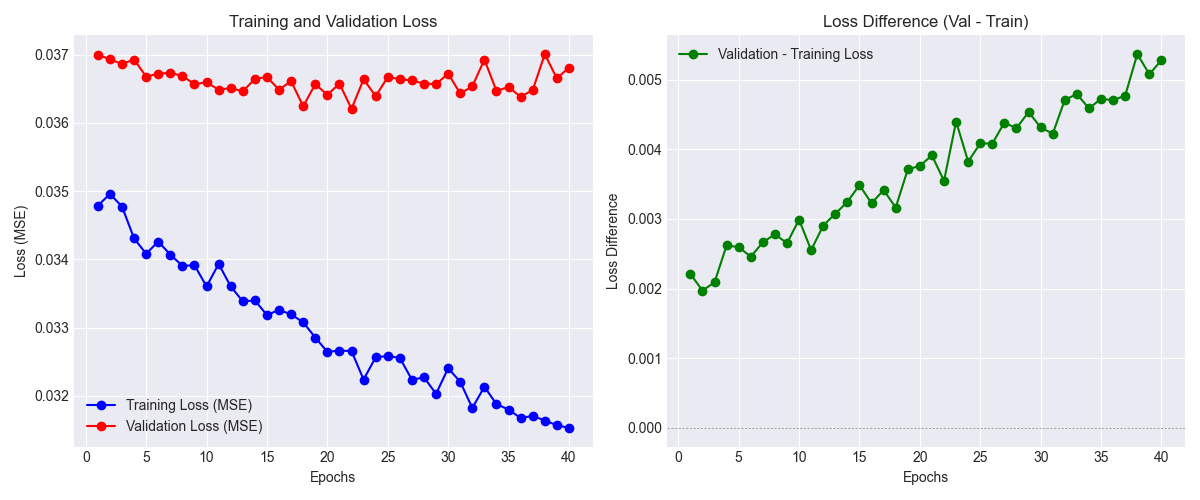 Training and Validation Loss
Loss (MSE)
0.037
0.036
0.035
0.034
0.033
0.032
Training Loss (MSE)
Validation Loss (MSE)
0 5 10 15 20 25 30 35 40
Epochs
Loss Difference (Val - Train)
Loss Difference
Validation - Training Loss
0.005
0.004
0.003
0.002
0.001
0.000
0 5 10 15 20 25 30 35 40
Epochs